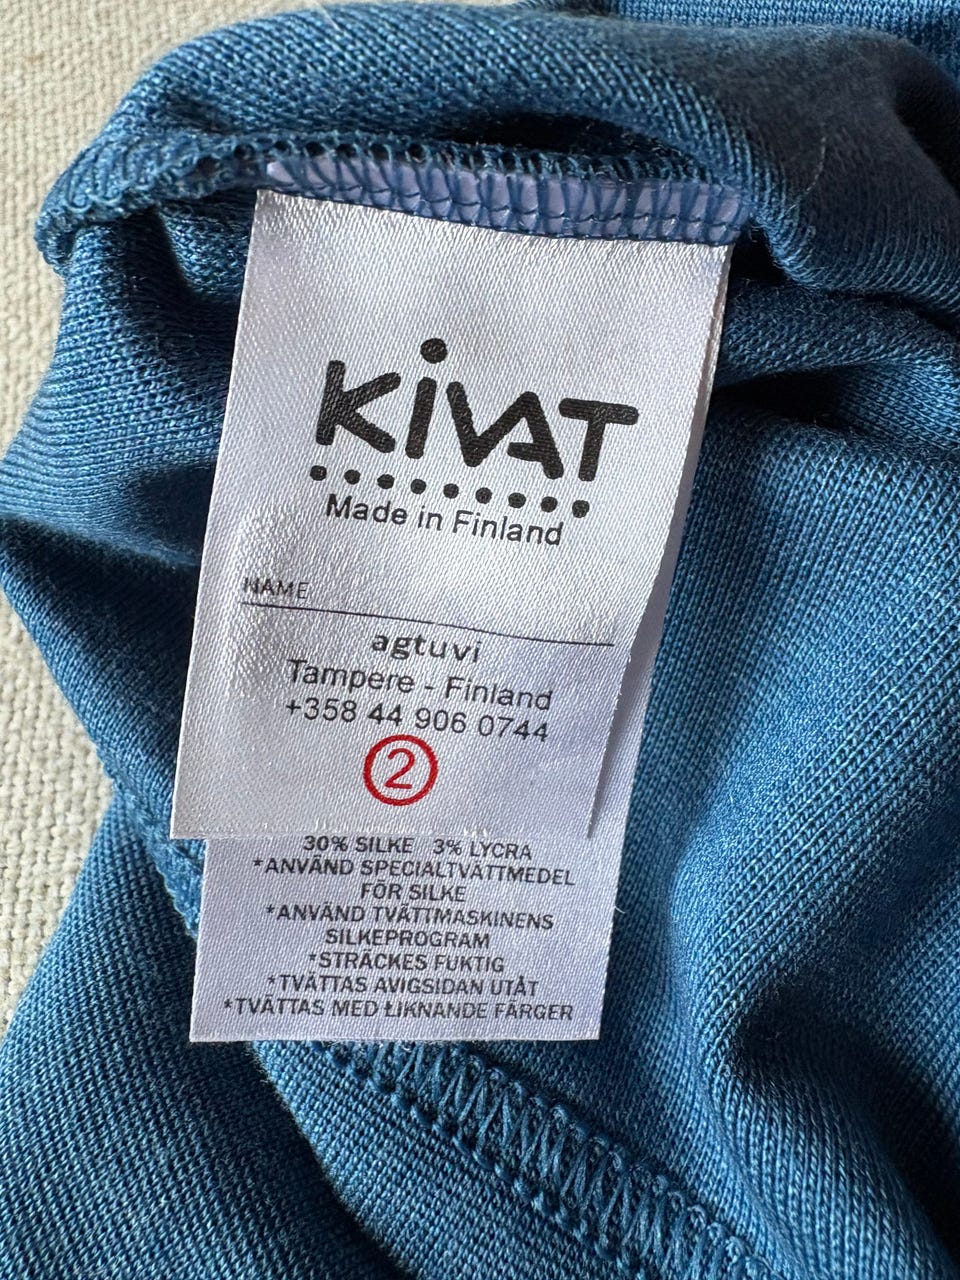 KIVAT
Made in Finland
NAME
agtuvi
Tampere - Finland
+358 44 906 0744
2
30% SILKE 3% LYCRA
*ANVÄND SPECIALTVÄTTMEDEL
FÖR SILKE
*ANVÄND TVÄTTMASKINENS
SILKEPROGRAM
*STRÄCKES FUKTIG
*TVÄTTAS AVIGSIDAN UTÅT
*TVÄTTAS MED LIKNANDE FÄRGER